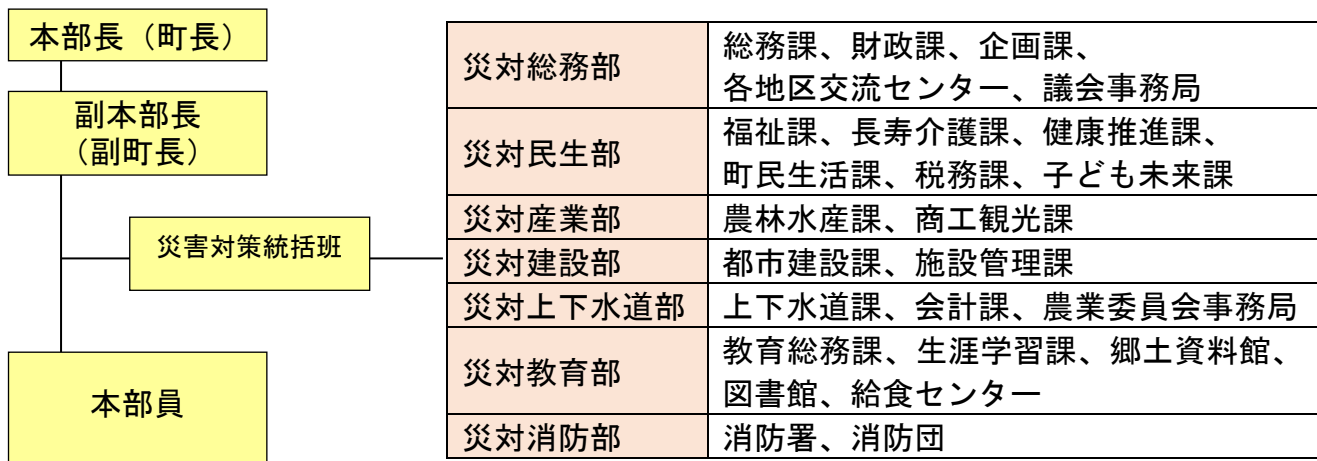 本部長（町長）
副本部長
（副町長）
災害対策統括班
本部員
災対総務部
総務課、財政課、企画課、
各地区交流センター、議会事務局
災対民生部
福祉課、長寿介護課、健康推進課、
町民生活課、税務課、子ども未来課
災対産業部
農林水産課、商工観光課
災対建設部
都市建設課、施設管理課
災対上下水道部
上下水道課、会計課、農業委員会事務局
災対教育部
教育総務課、生涯学習課、郷土資料館、
図書館、給食センター
災対消防部
消防署、消防団